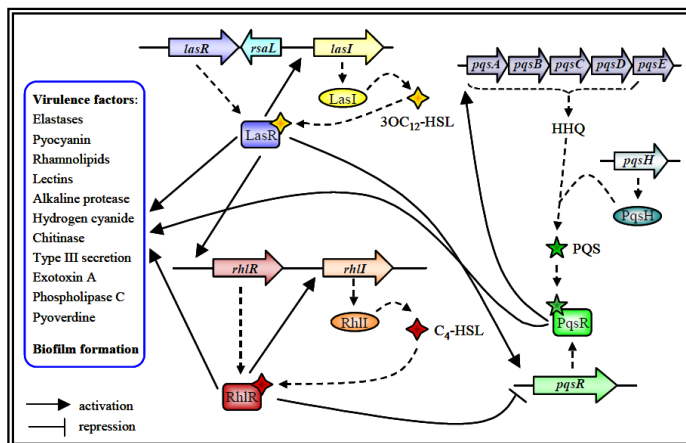 lasR rsaL lasI
pqsA pqsB pqsC pqsD pqsE
Virulence factors:
Elastases
Pyocyanin
Rhamnolipids
Lectins
Alkaline protease
Hydrogen cyanide
Chitinase
Type III secretion
Exotoxin A
Phospholipase C
Pyoverdine
Biofilm formation
LasI
3OC12-HSL
LasR
HHQ
pqsH
PqsH
PQS
PqsR
pqsR
rhlR rhlI
RhlI
C4-HSL
RhlR
activation
repression